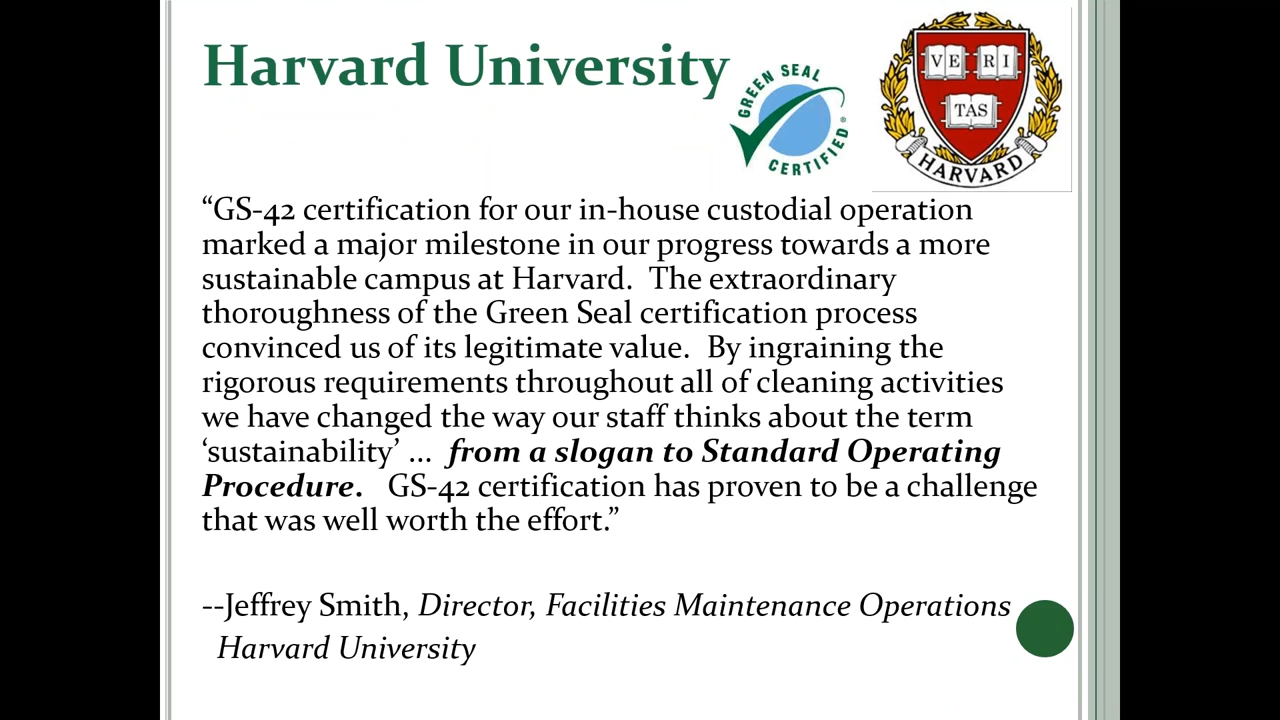 Harvard University
GREEN SEAL
CERTIFIED®
VE RI
TAS
HARVARD
“GS-42 certification for our in-house custodial operation
marked a major milestone in our progress towards a more
sustainable campus at Harvard.  The extraordinary
thoroughness of the Green Seal certification process
convinced us of its legitimate value.  By ingraining the
rigorous requirements throughout all of cleaning activities
we have changed the way our staff thinks about the term
‘sustainability’ ...  from a slogan to Standard Operating
Procedure.   GS-42 certification has proven to be a challenge
that was well worth the effort.”
--Jeffrey Smith, Director, Facilities Maintenance Operations
Harvard University